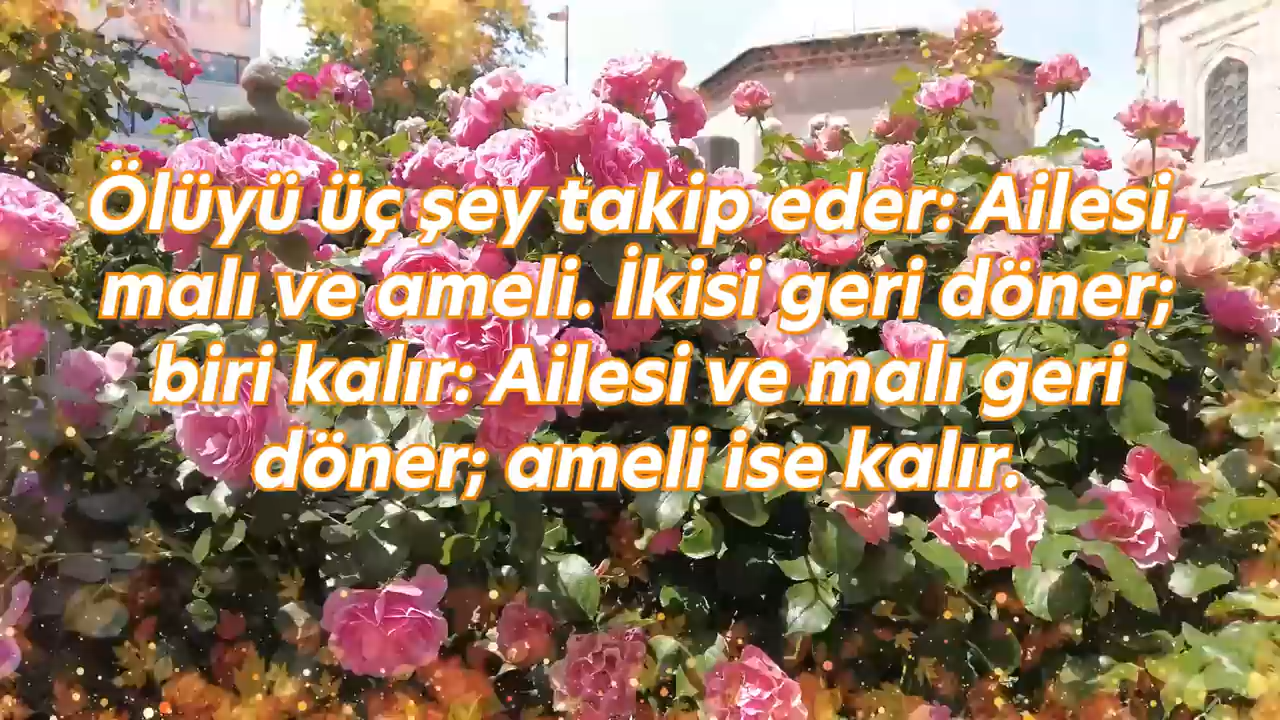 Ölüyü üç şey takip eder: Ailesi,
malı ve ameli. İkisi geri döner;
biri kalır: Ailesi ve malı geri
döner; ameli ise kalır.